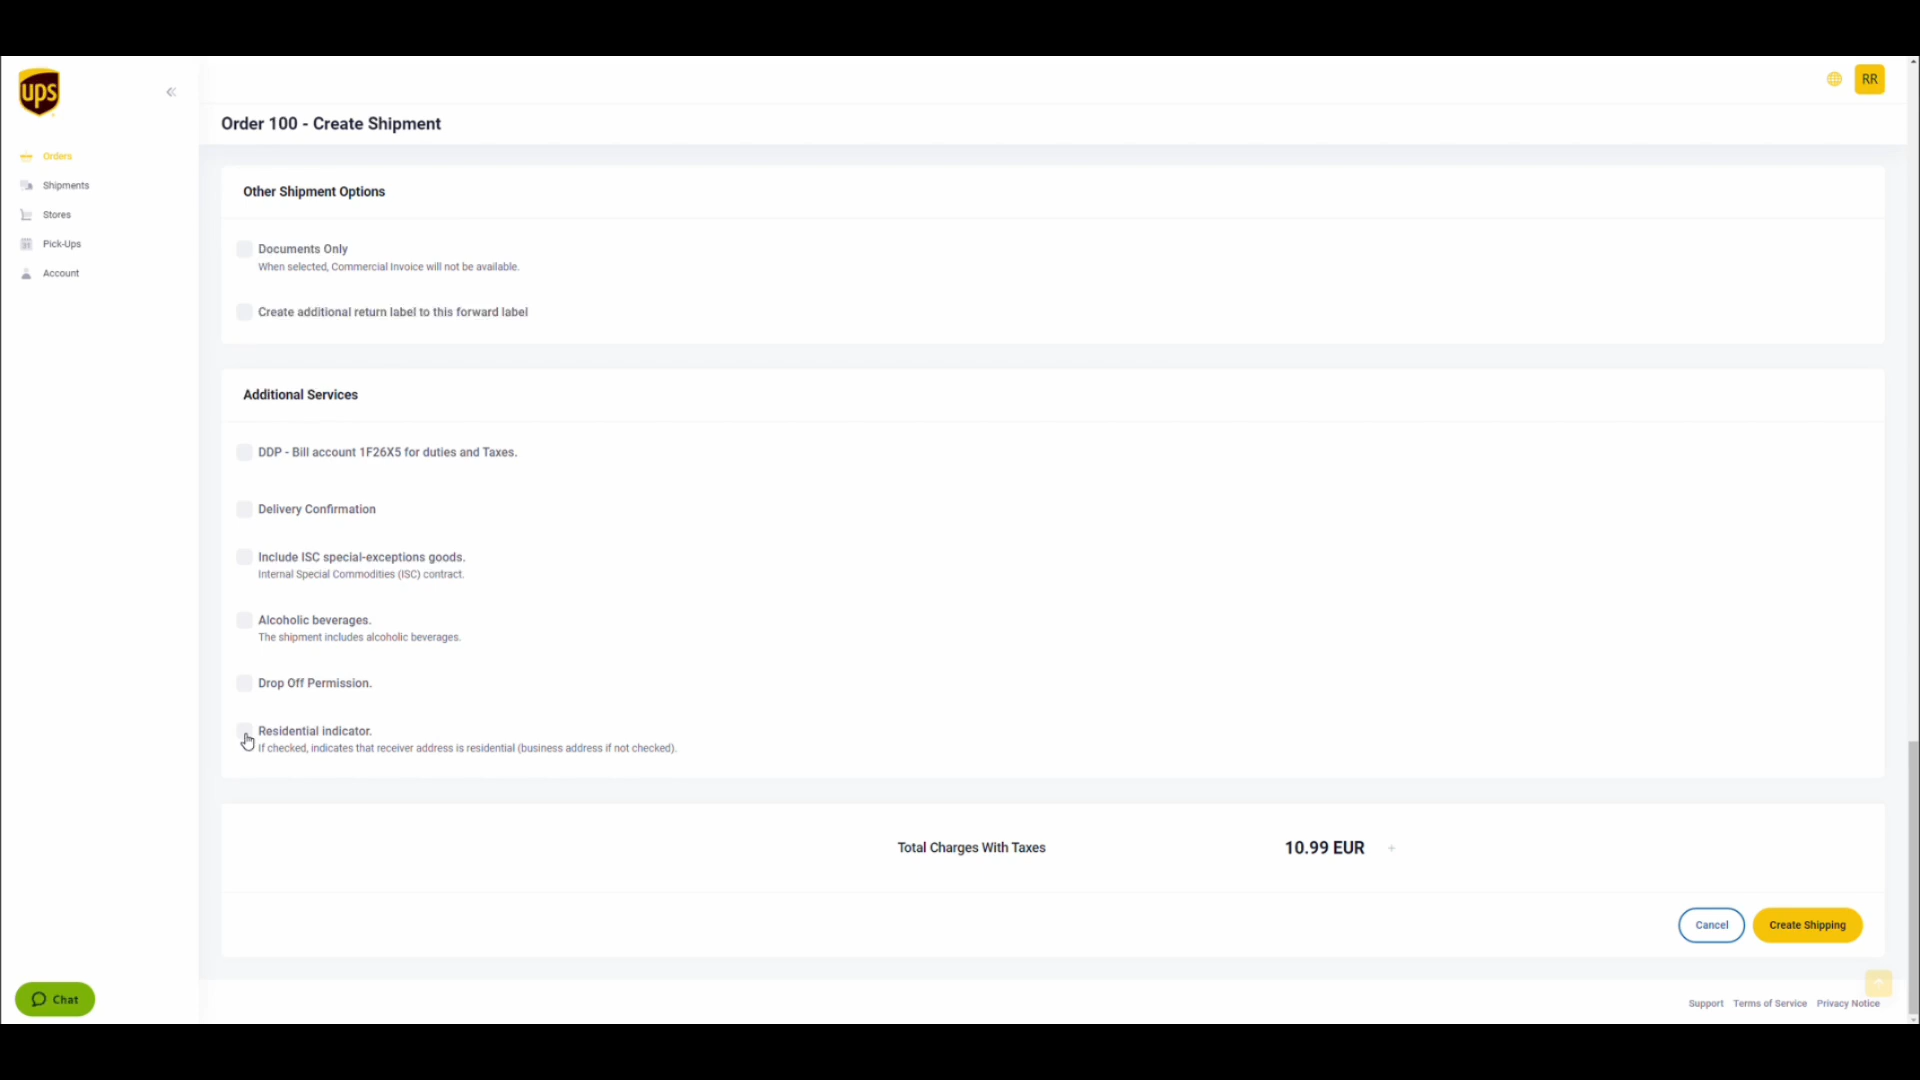 ups
RR
Order 100 - Create Shipment
Orders
Shipments
Stores
Pick-Ups
Account
Other Shipment Options
Documents Only
When selected, Commercial Invoice will not be available.
Create additional return label to this forward label
Additional Services
DDP - Bill account 1F26X5 for duties and Taxes.
Delivery Confirmation
Include ISC special-exceptions goods.
Internal Special Commodities (ISC) contract.
Alcoholic beverages.
The shipment includes alcoholic beverages.
Drop Off Permission.
Residential indicator.
If checked, indicates that receiver address is residential (business address if not checked).
Total Charges With Taxes 10.99 EUR +
Cancel Create Shipping
Chat
Support Terms of Service Privacy Notice